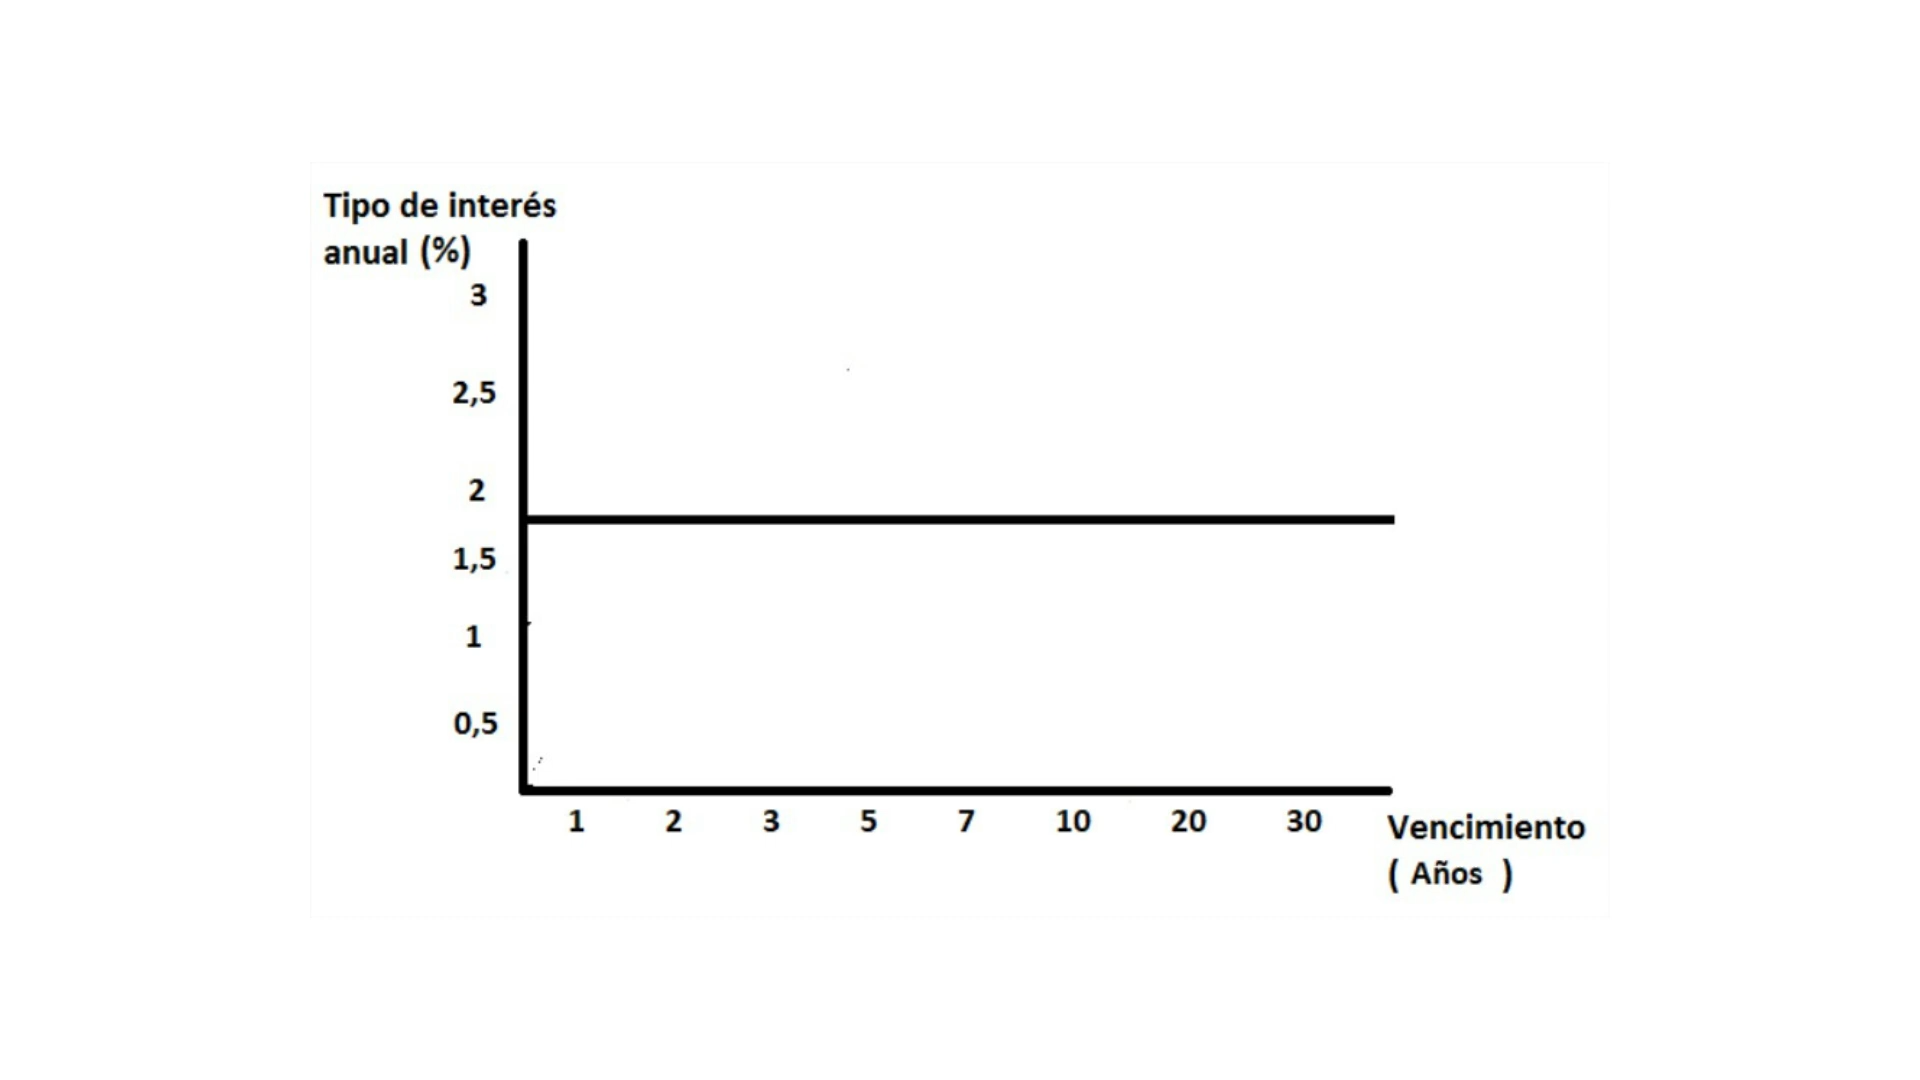 Tipo de interés
anual (%)
3
2,5
2
1,5
1
0,5
1 2 3 5 7 10 20 30
Vencimiento
( Años )